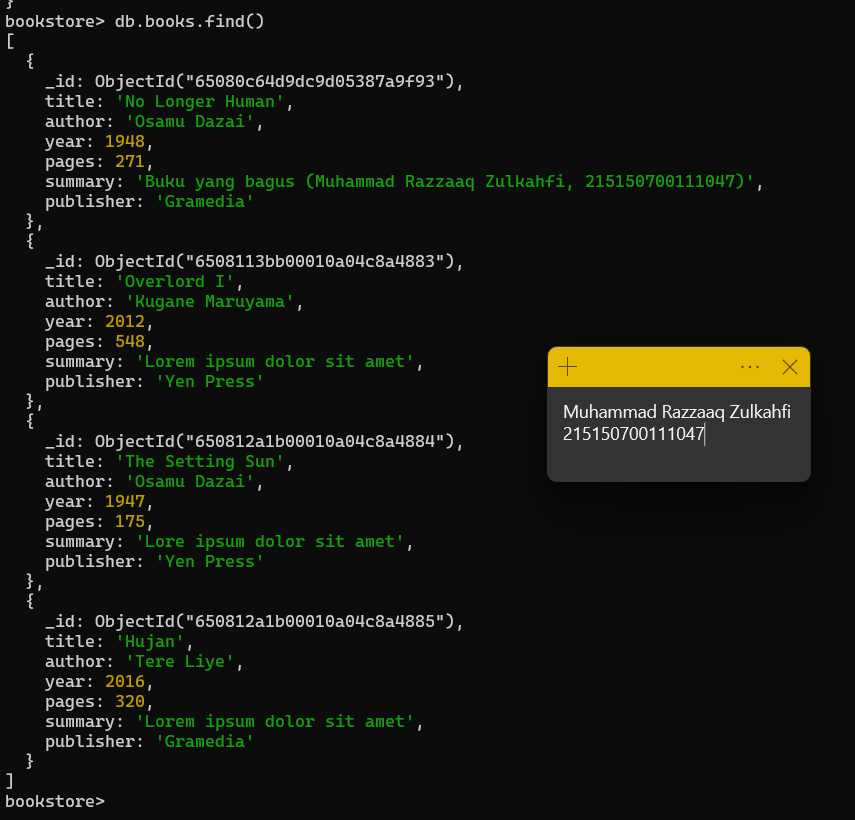 }
bookstore> db.books.find()
[
  {
    _id: ObjectId("65080c64d9dc9d05387a9f93"),
    title: 'No Longer Human',
    author: 'Osamu Dazai',
    year: 1948,
    pages: 271,
    summary: 'Buku yang bagus (Muhammad Razzaaq Zulkahfi, 215150700111047)',
    publisher: 'Gramedia'
  },
  {
    _id: ObjectId("6508113bb00010a04c8a4883"),
    title: 'Overlord I',
    author: 'Kugane Maruyama',
    year: 2012,
    pages: 548,
    summary: 'Lorem ipsum dolor sit amet',
    publisher: 'Yen Press'
  },
  {
    _id: ObjectId("650812a1b00010a04c8a4884"),
    title: 'The Setting Sun',
    author: 'Osamu Dazai',
    year: 1947,
    pages: 175,
    summary: 'Lore ipsum dolor sit amet',
    publisher: 'Yen Press'
  },
  {
    _id: ObjectId("650812a1b00010a04c8a4885"),
    title: 'Hujan',
    author: 'Tere Liye',
    year: 2016,
    pages: 320,
    summary: 'Lorem ipsum dolor sit amet',
    publisher: 'Gramedia'
  }
]
bookstore>
Muhammad Razzaaq Zulkahfi
215150700111047